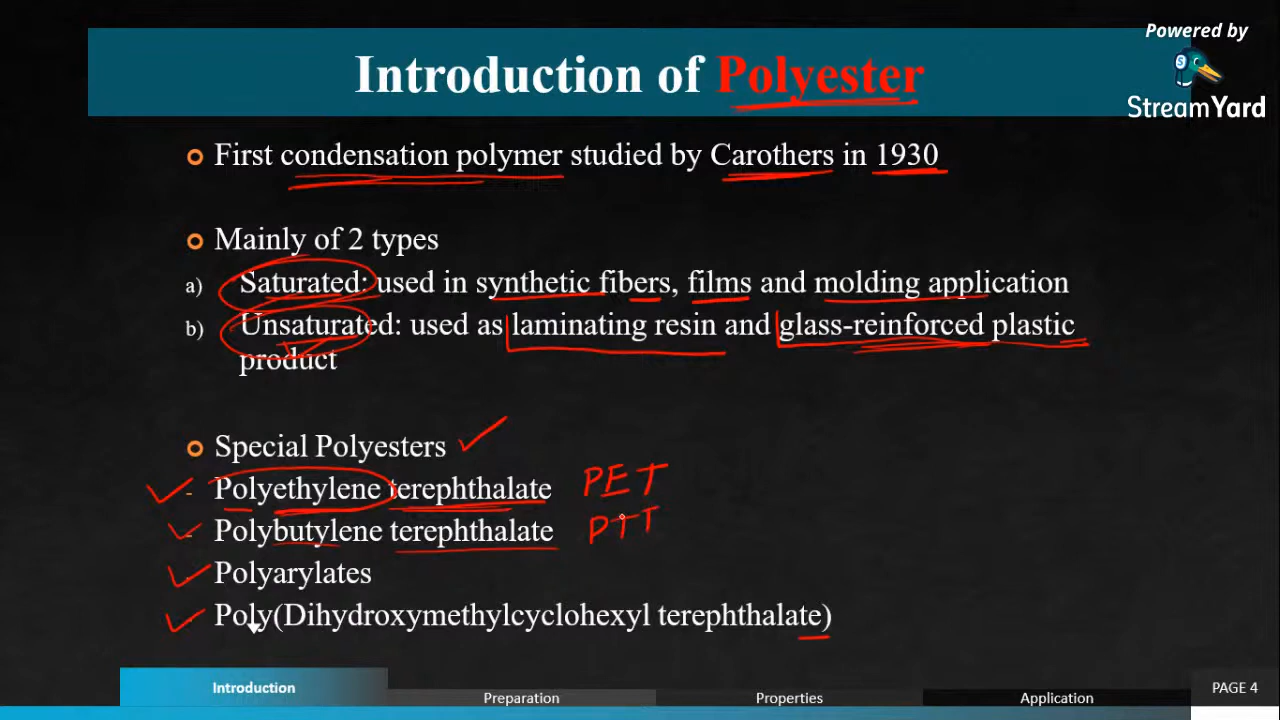 Powered by
StreamYard
Introduction of Polyester
First condensation polymer studied by Carothers in 1930
Mainly of 2 types
a) Saturated: used in synthetic fibers, films and molding application
b) Unsaturated: used as laminating resin and glass-reinforced plastic
product
Special Polyesters
- Polyethylene terephthalate PET
- Polybutylene terephthalate PTT
- Polyarylates
- Poly(Dihydroxymethylcyclohexyl terephthalate)
Introduction Preparation Properties Application PAGE 4